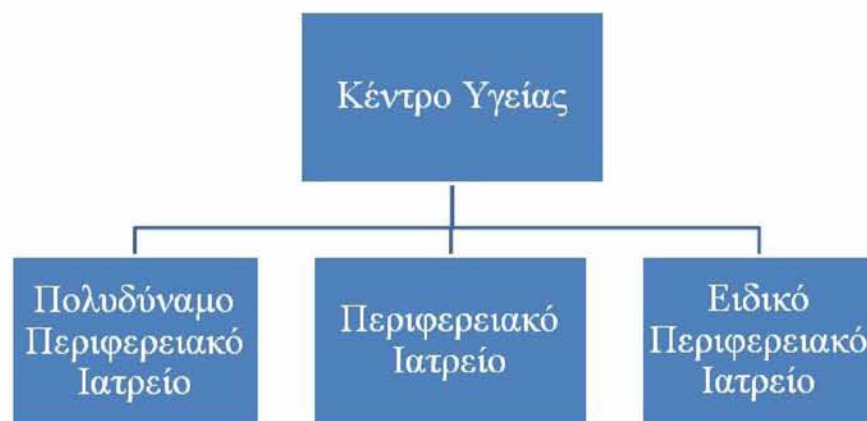 Κέντρο Υγείας
Πολυδύναμο
Περιφερειακό
Ιατρείο
Περιφερειακό
Ιατρείο
Ειδικό
Περιφερειακό
Ιατρείο